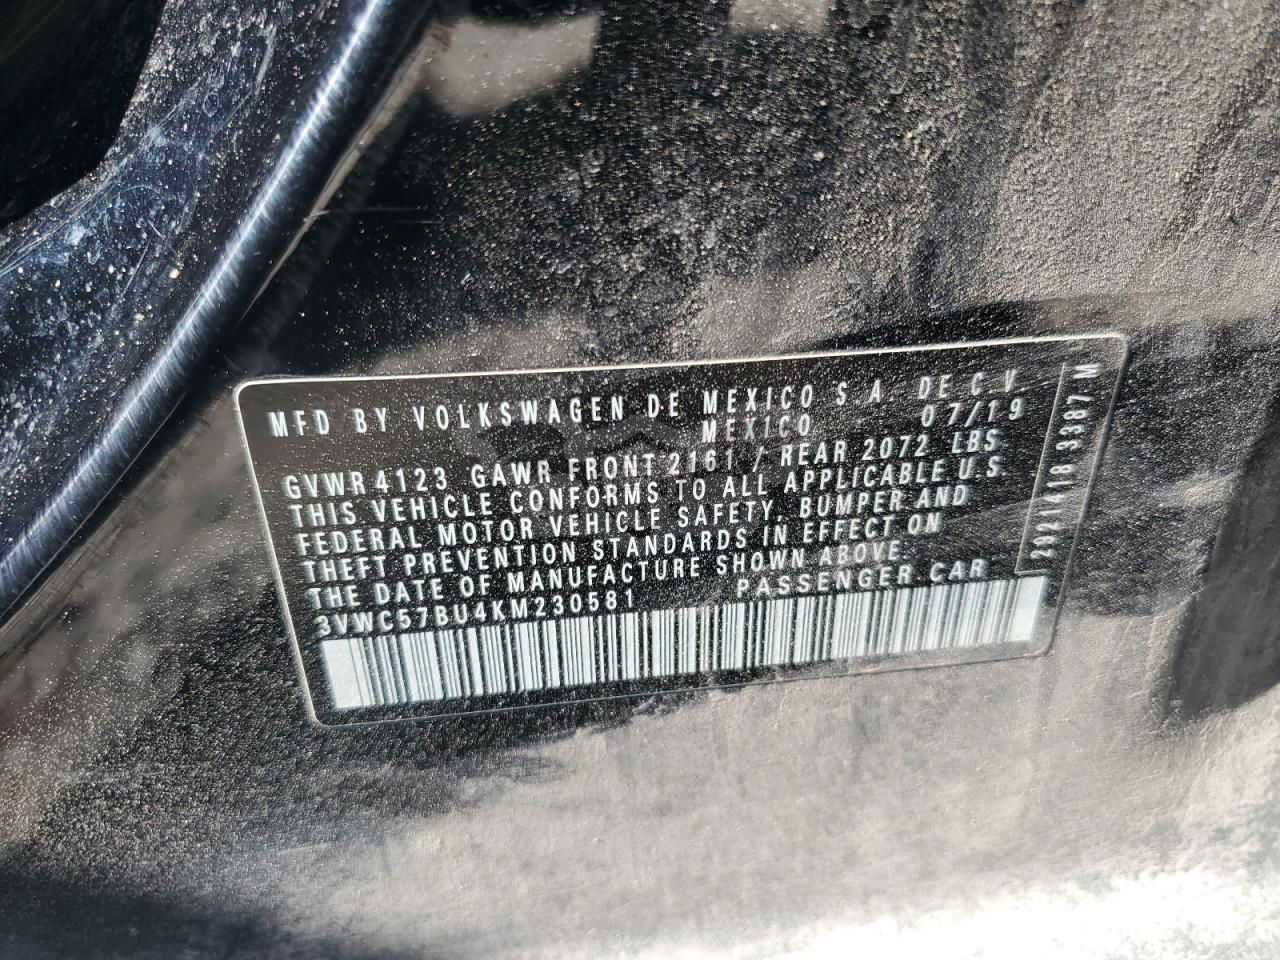 MFD BY VOLKSWAGEN DE MEXICO S.A. DE C.V
MEXICO 07/19
GVWR 4123 GAWR FRONT 2161 / REAR 2072 LBS
THIS VEHICLE CONFORMS TO ALL APPLICABLE U.S
FEDERAL MOTOR VEHICLE SAFETY, BUMPER AND
THEFT PREVENTION STANDARDS IN EFFECT ON
THE DATE OF MANUFACTURE SHOWN ABOVE.
3VWC57BU4KM230581 PASSENGER CAR
2921418 3387 M